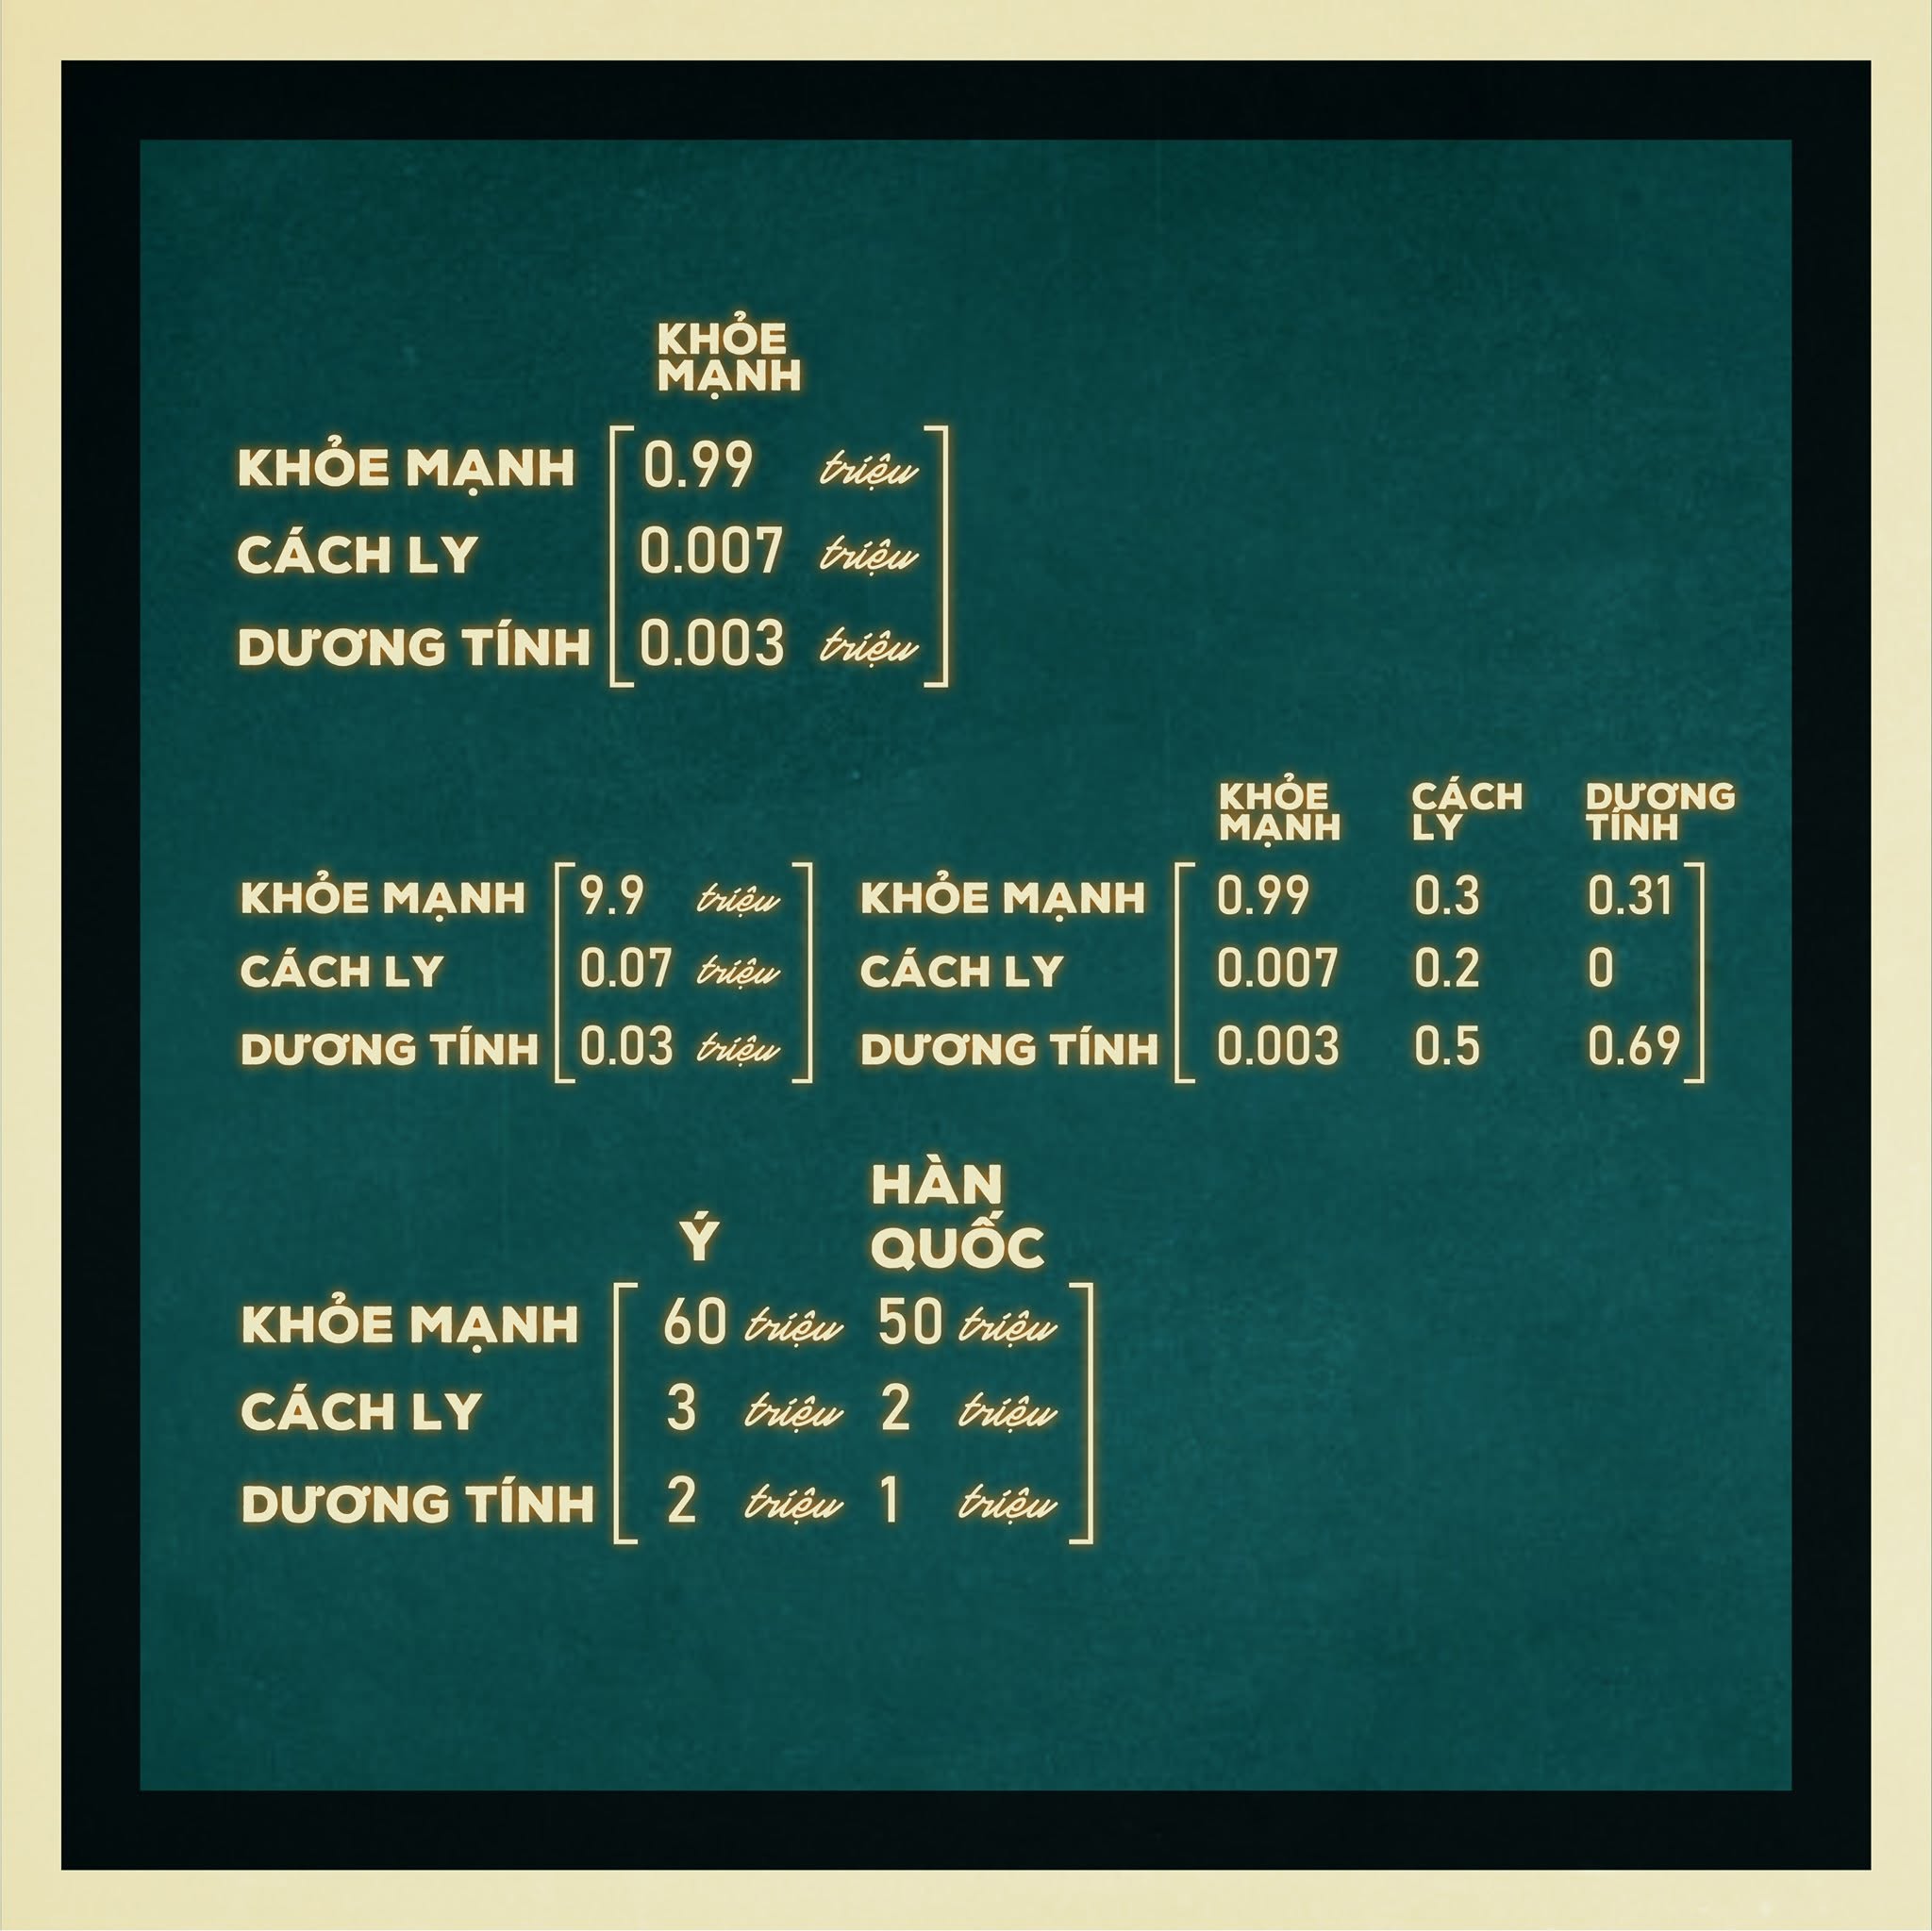 KHỎE
MẠNH
KHỎE MẠNH 0.99 triệu
CÁCH LY 0.007 triệu
DƯƠNG TÍNH 0.003 triệu
KHỎE CÁCH DƯƠNG
MẠNH LY TÍNH
KHỎE MẠNH 9.9 triệu KHỎE MẠNH 0.99 0.3 0.31
CÁCH LY 0.07 triệu CÁCH LY 0.007 0.2 0
DƯƠNG TÍNH 0.03 triệu DƯƠNG TÍNH 0.003 0.5 0.69
HÀN
Ý QUỐC
KHỎE MẠNH 60 triệu 50 triệu
CÁCH LY 3 triệu 2 triệu
DƯƠNG TÍNH 2 triệu 1 triệu